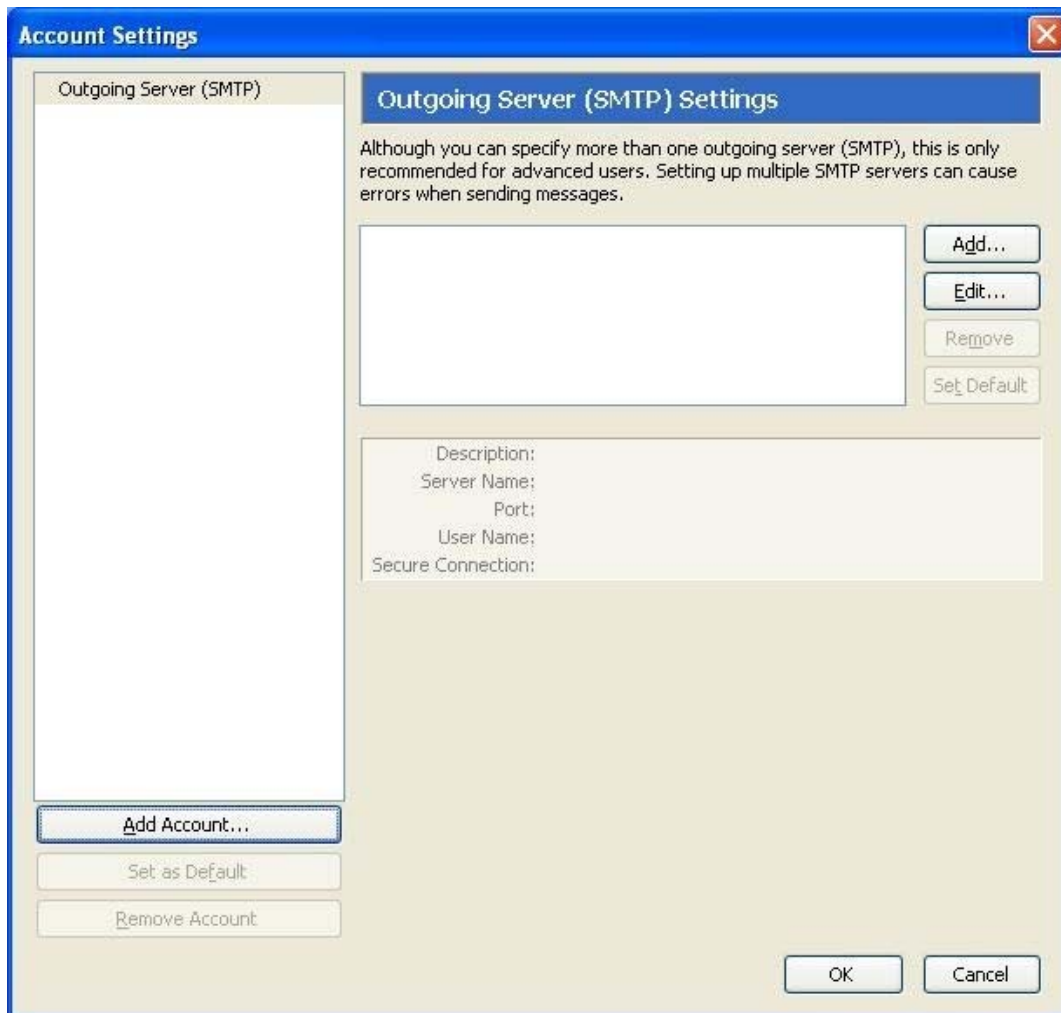 Account Settings
Outgoing Server (SMTP)
Outgoing Server (SMTP) Settings
Although you can specify more than one outgoing server (SMTP), this is only
recommended for advanced users. Setting up multiple SMTP servers can cause
errors when sending messages.
Add...
Edit...
Remove
Set Default
Description:
Server Name:
Port:
User Name:
Secure Connection:
Add Account...
Set as Default
Remove Account
OK
Cancel